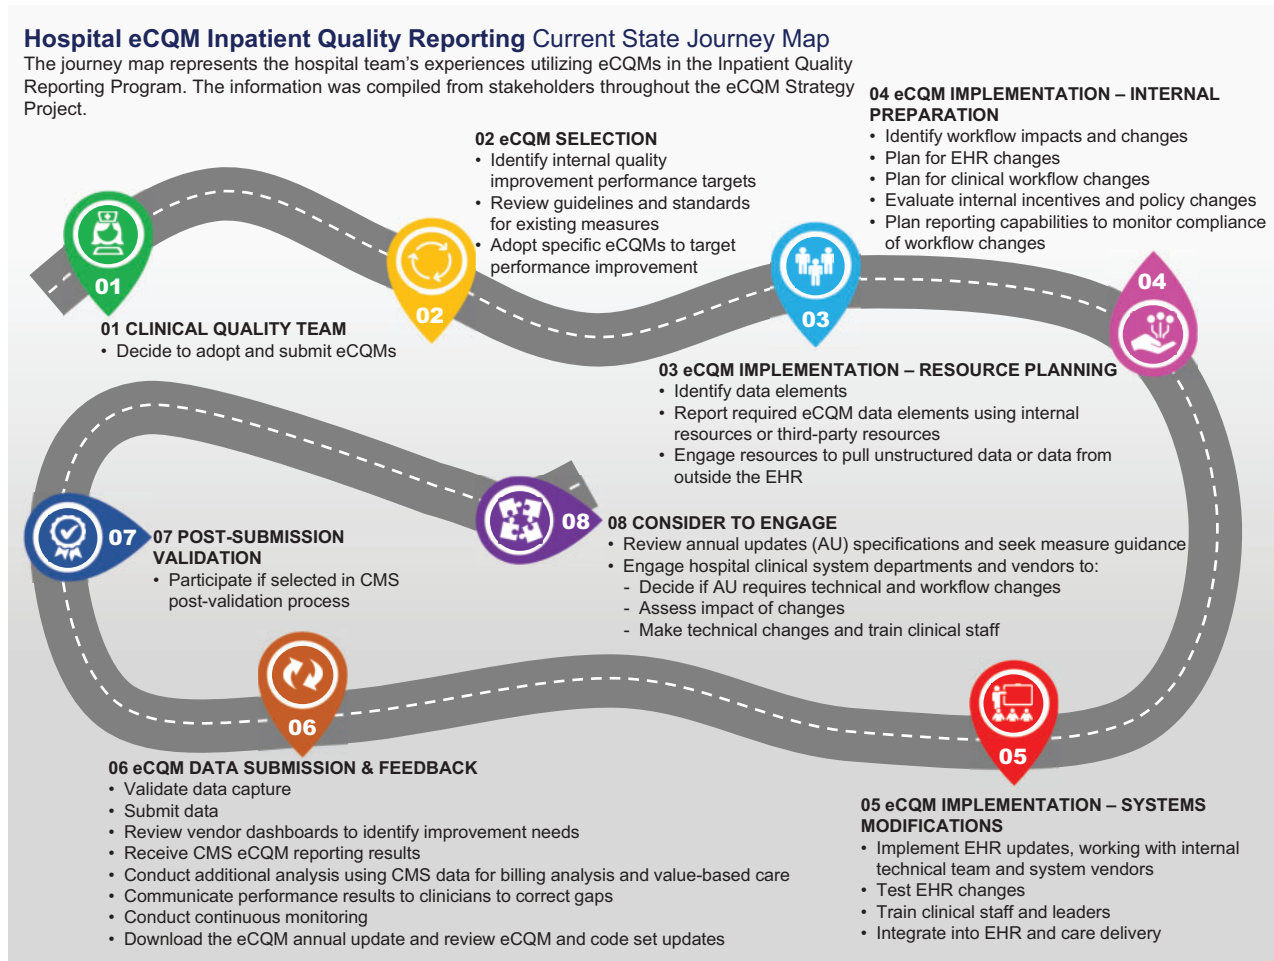 Hospital eCQM Inpatient Quality Reporting Current State Journey Map
The journey map represents the hospital team's experiences utilizing eCQMs in the Inpatient Quality
Reporting Program. The information was compiled from stakeholders throughout the eCQM Strategy
Project.
01
01 CLINICAL QUALITY TEAM
• Decide to adopt and submit eCQMs
02 eCQM SELECTION
• Identify internal quality
improvement performance targets
• Review guidelines and standards
for existing measures
• Adopt specific eCQMs to target
performance improvement
02
03
03 eCQM IMPLEMENTATION – RESOURCE PLANNING
• Identify data elements
• Report required eCQM data elements using internal
resources or third-party resources
• Engage resources to pull unstructured data or data from
outside the EHR
04 eCQM IMPLEMENTATION – INTERNAL
PREPARATION
• Identify workflow impacts and changes
• Plan for EHR changes
• Plan for clinical workflow changes
• Evaluate internal incentives and policy changes
• Plan reporting capabilities to monitor compliance
of workflow changes
04
05
05 eCQM IMPLEMENTATION – SYSTEMS
MODIFICATIONS
• Implement EHR updates, working with internal
technical team and system vendors
• Test EHR changes
• Train clinical staff and leaders
• Integrate into EHR and care delivery
06
06 eCQM DATA SUBMISSION & FEEDBACK
• Validate data capture
• Submit data
• Review vendor dashboards to identify improvement needs
• Receive CMS eCQM reporting results
• Conduct additional analysis using CMS data for billing analysis and value-based care
• Communicate performance results to clinicians to correct gaps
• Conduct continuous monitoring
• Download the eCQM annual update and review eCQM and code set updates
07
07 POST-SUBMISSION
VALIDATION
• Participate if selected in CMS
post-validation process
08
08 CONSIDER TO ENGAGE
• Review annual updates (AU) specifications and seek measure guidance
• Engage hospital clinical system departments and vendors to:
- Decide if AU requires technical and workflow changes
- Assess impact of changes
- Make technical changes and train clinical staff